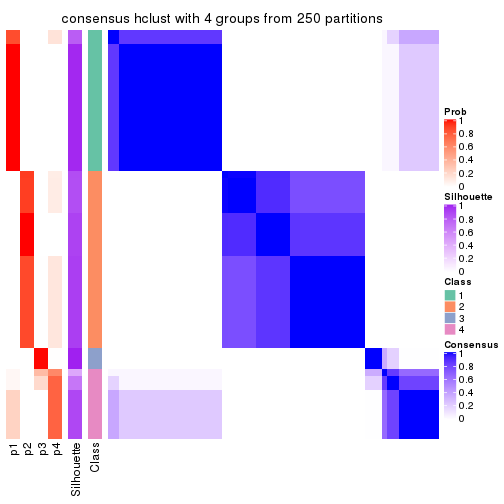 consensus hclust with 4 groups from 250 partitions
Prob
1
0.8
0.6
0.4
0.2
0
Silhouette
1
0.8
0.6
0.4
0.2
0
Class
1
2
3
4
Consensus
1
0.8
0.6
0.4
0.2
0
p1
p2
p3
p4
Silhouette
Class